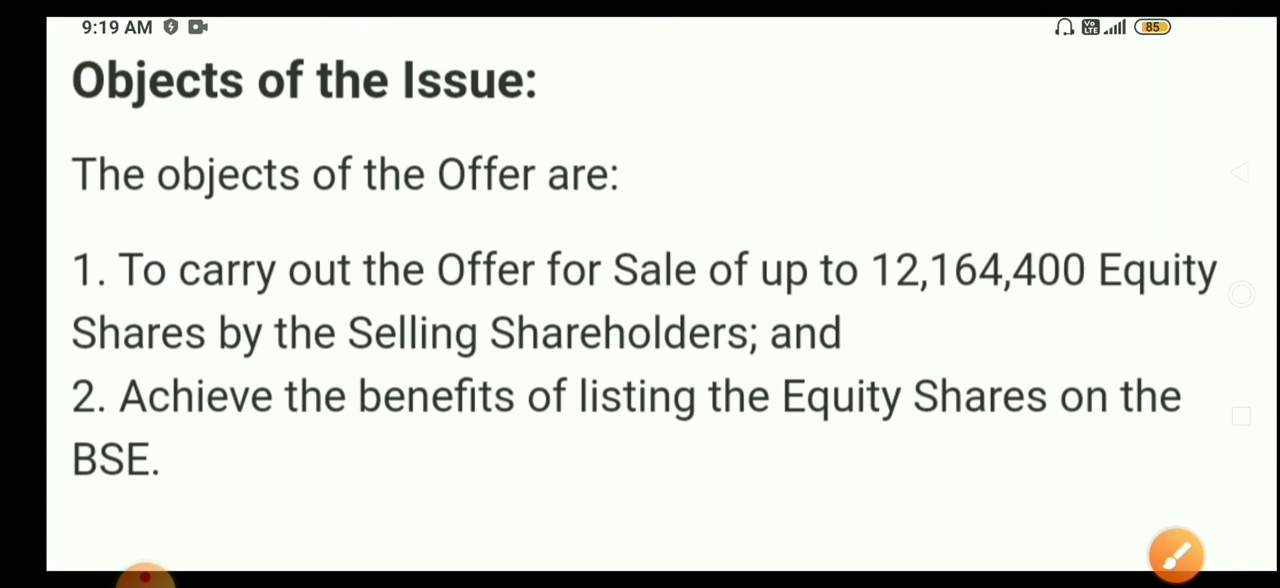 9:19 AM
Vo LTE 85
Objects of the Issue:
The objects of the Offer are:
1. To carry out the Offer for Sale of up to 12,164,400 Equity
Shares by the Selling Shareholders; and
2. Achieve the benefits of listing the Equity Shares on the
BSE.